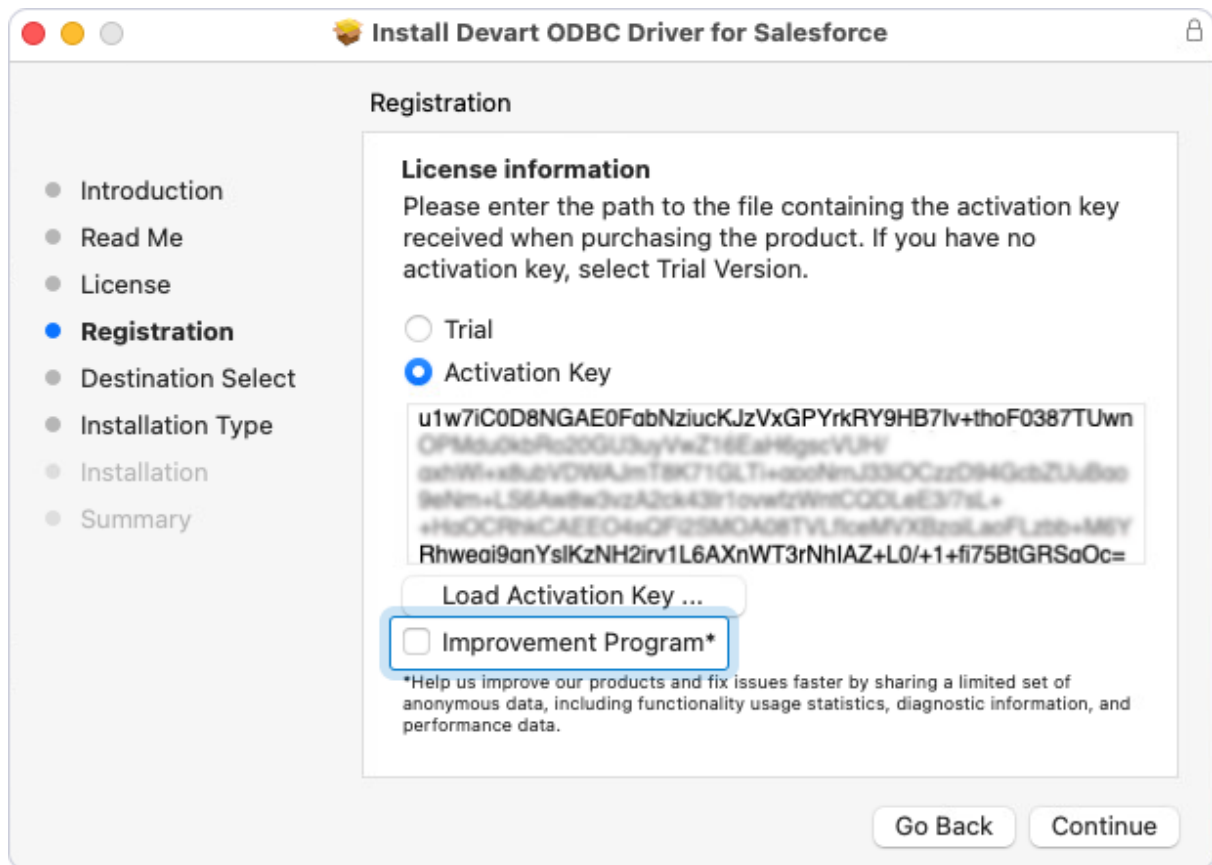 Install Devart ODBC Driver for Salesforce
Registration
Introduction
Read Me
License
Registration
Destination Select
Installation Type
Installation
Summary
License information
Please enter the path to the file containing the activation key
received when purchasing the product. If you have no
activation key, select Trial Version.
Trial
Activation Key
u1w7iC0D8NGAE0FqbNziucKJzVxGPYrkRY9HB7Iv+thoF0387TUwn
Load Activation Key ...
Improvement Program*
*Help us improve our products and fix issues faster by sharing a limited set of
anonymous data, including functionality usage statistics, diagnostic information, and
performance data.
Go Back
Continue